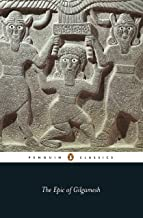 PENGUIN CLASSICS
The Epic of Gilgamesh